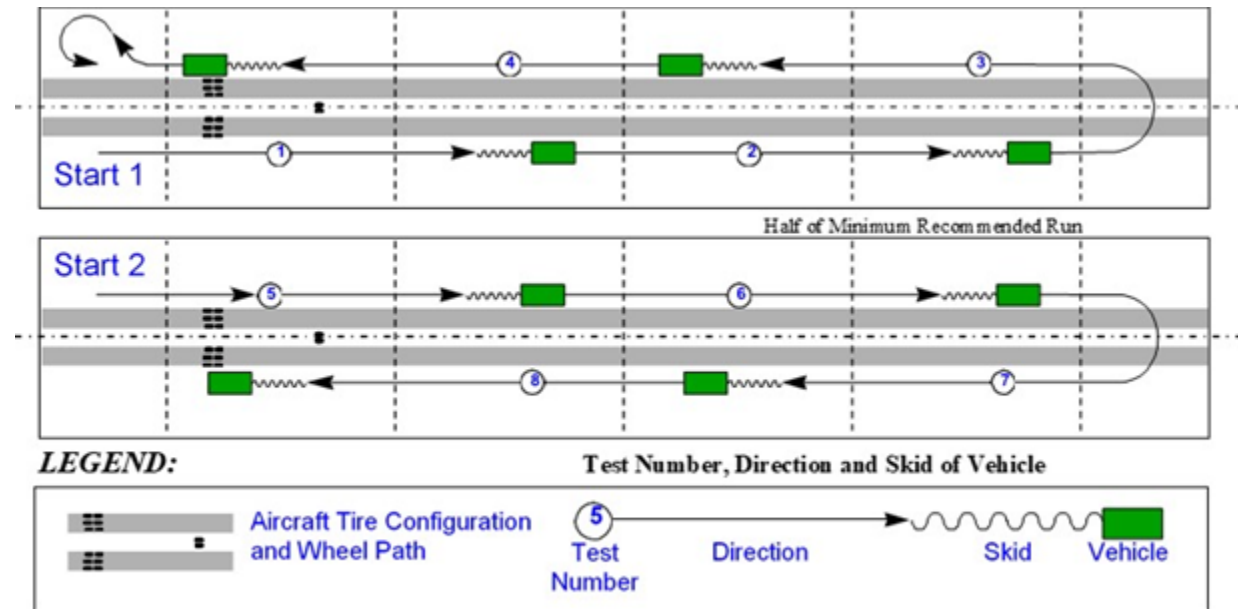 4
3
1
2
Start 1
Half of Minimum Recommended Run
Start 2
5
6
8
7
LEGEND:
Test Number, Direction and Skid of Vehicle
Aircraft Tire Configuration
and Wheel Path
5
Test
Number
Direction
Skid
Vehicle